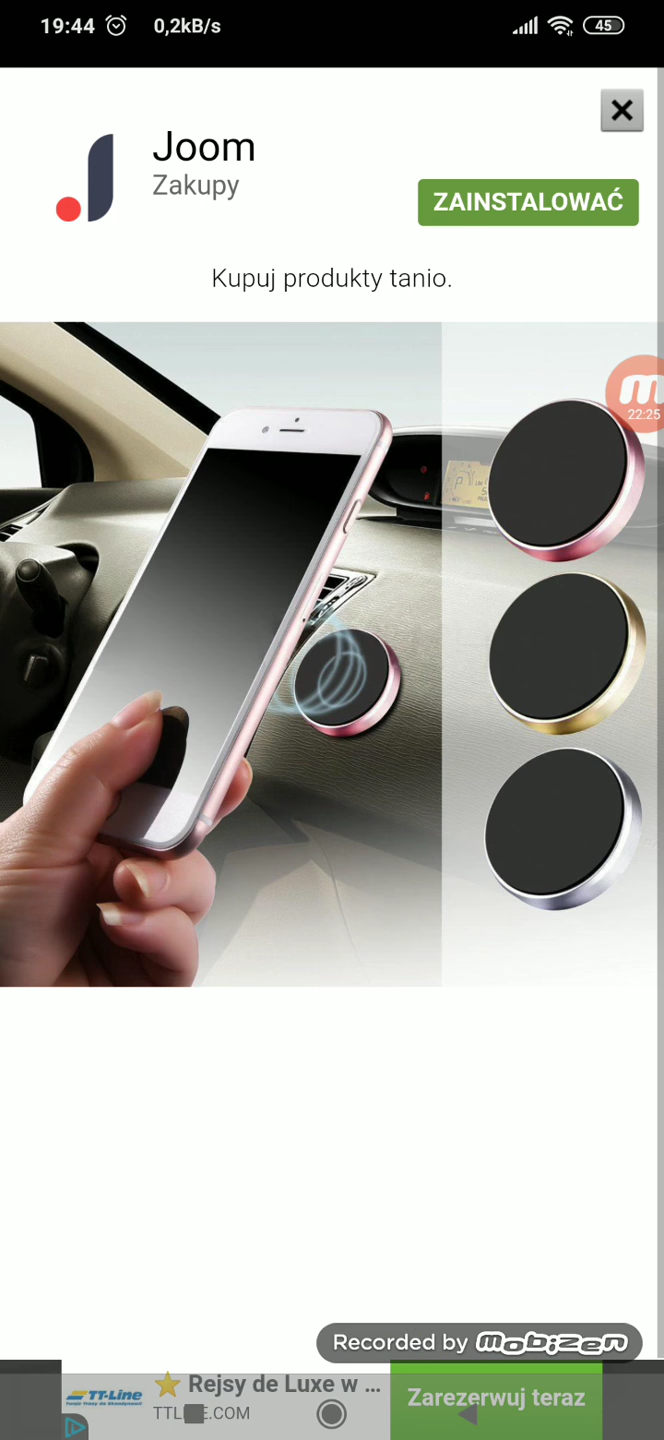 19:44 0,2kB/s 45
Joom
Zakupy
ZAINSTALOWAĆ
Kupuj produkty tanio.
22:25
Recorded by mobizen
TT-Line
Rejsy de Luxe w ...
Zarezerwuj teraz